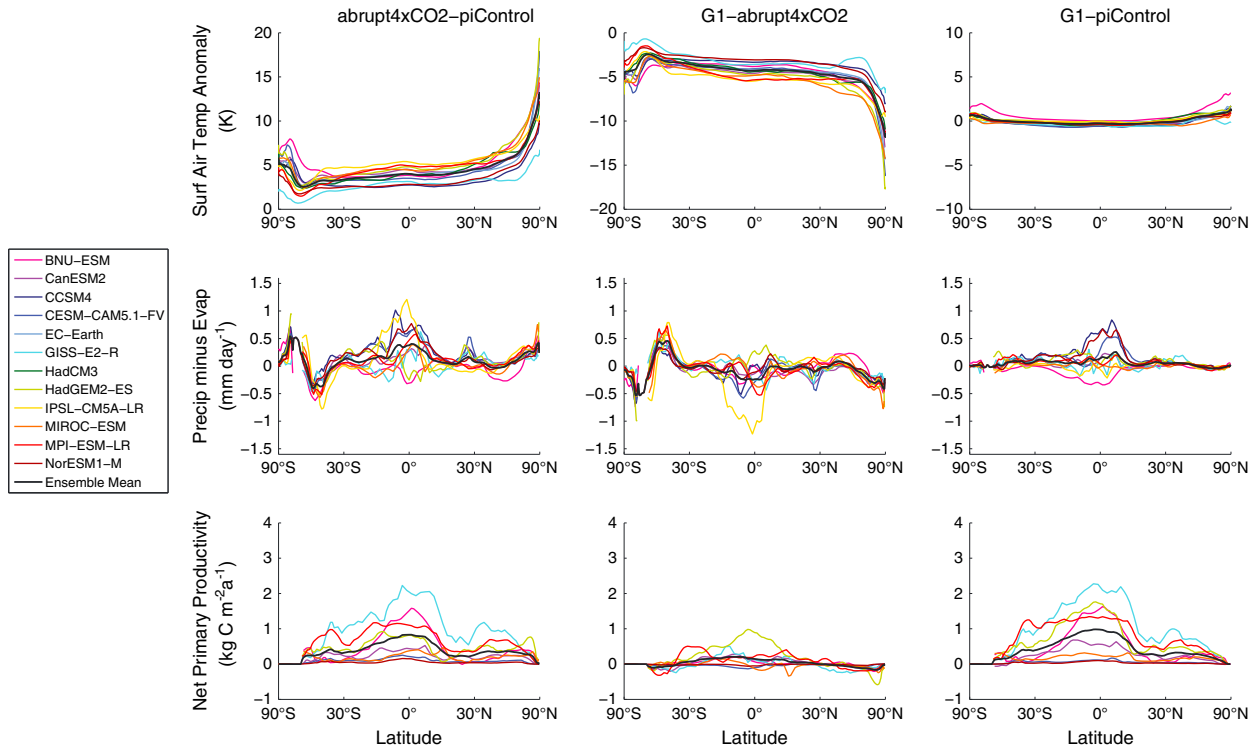 abrupt4xCO2−piControl
G1−abrupt4xCO2
G1−piControl
Surf Air Temp Anomaly
(K)
20
15
10
5
0
90°S 30°S 0° 30°N 90°N
0
−5
−10
−15
−20
90°S 30°S 0° 30°N 90°N
10
5
0
−5
−10
90°S 30°S 0° 30°N 90°N
BNU−ESM
CanESM2
CCSM4
CESM−CAM5.1−FV
EC−Earth
GISS−E2−R
HadCM3
HadGEM2−ES
IPSL−CM5A−LR
MIROC−ESM
MPI−ESM−LR
NorESM1−M
Ensemble Mean
Precip minus Evap
(mm day⁻¹)
1.5
1
0.5
0
−0.5
−1
−1.5
90°S 30°S 0° 30°N 90°N
1.5
1
0.5
0
−0.5
−1
−1.5
90°S 30°S 0° 30°N 90°N
1.5
1
0.5
0
−0.5
−1
−1.5
90°S 30°S 0° 30°N 90°N
Net Primary Productivity
(kg C m⁻²a⁻¹)
4
3
2
1
0
−1
90°S 30°S 0° 30°N 90°N
Latitude
4
3
2
1
0
−1
90°S 30°S 0° 30°N 90°N
Latitude
4
3
2
1
0
−1
90°S 30°S 0° 30°N 90°N
Latitude